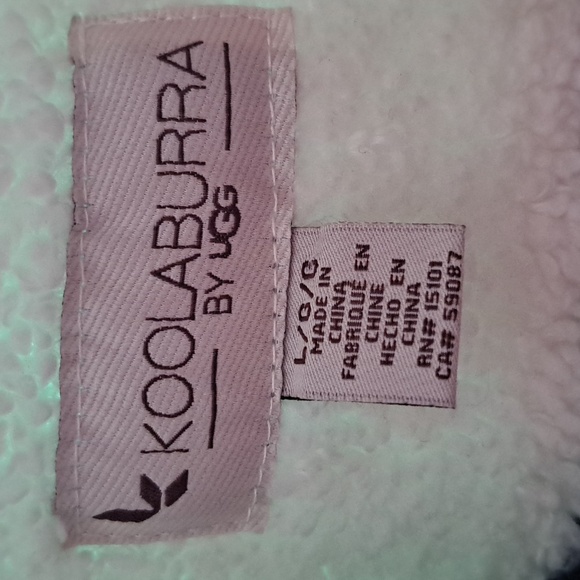 KOOLABURRA
BY UGG
L/G/G
MADE IN
CHINA
FABRIQUÉ EN
CHINE
HECHO EN
CHINA
RN# 15101
CA# 59087